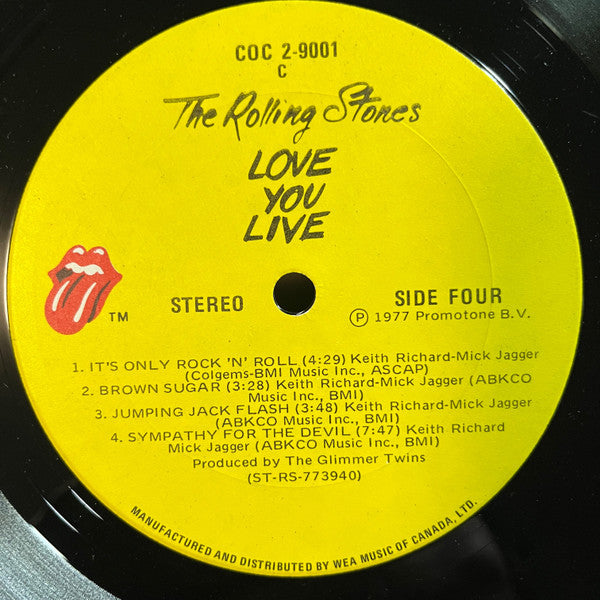 COC 2-9001
C
The Rolling Stones
LOVE
YOU
LIVE
TM
STEREO
SIDE FOUR
Ⓟ 1977 Promotone B.V.
1. IT'S ONLY ROCK 'N' ROLL (4:29) Keith Richard-Mick Jagger
(Colgems-BMI Music Inc., ASCAP)
2. BROWN SUGAR (3:28) Keith Richard-Mick Jagger (ABKCO
Music Inc., BMI)
3. JUMPING JACK FLASH (3:48) Keith Richard-Mick Jagger
(ABKCO Music Inc., BMI)
4. SYMPATHY FOR THE DEVIL (7:47) Keith Richard
Mick Jagger (ABKCO Music Inc., BMI)
Produced by The Glimmer Twins
(ST-RS-773940)
MANUFACTURED AND DISTRIBUTED BY WEA MUSIC OF CANADA, LTD.